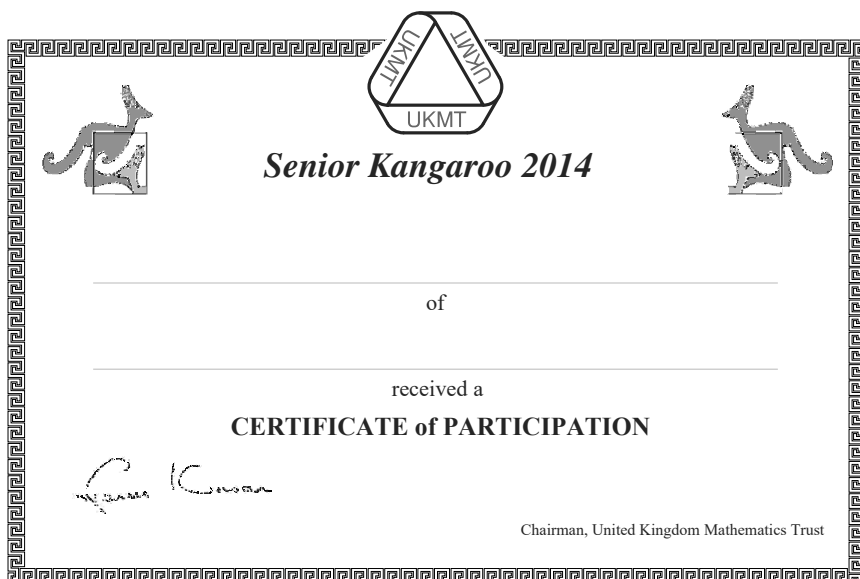 UKMT
UKMT
UKMT
Senior Kangaroo 2014
of
received a
CERTIFICATE of PARTICIPATION
Chairman, United Kingdom Mathematics Trust